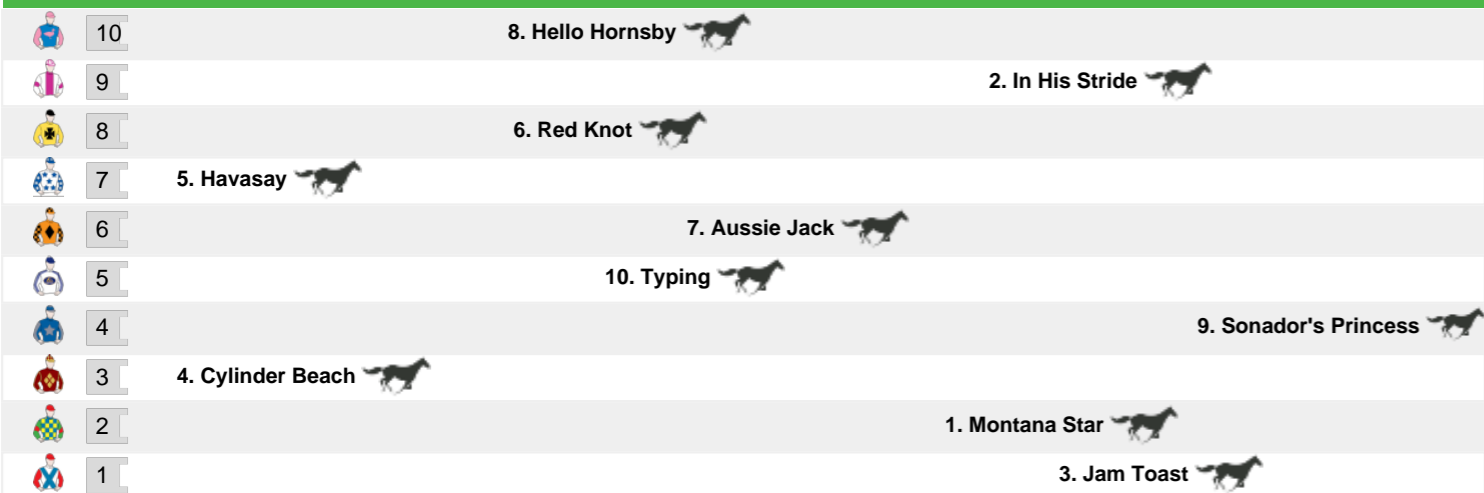 10 8. Hello Hornsby
9 2. In His Stride
8 6. Red Knot
7 5. Havasay
6 7. Aussie Jack
5 10. Typing
4 9. Sonador's Princess
3 4. Cylinder Beach
2 1. Montana Star
1 3. Jam Toast